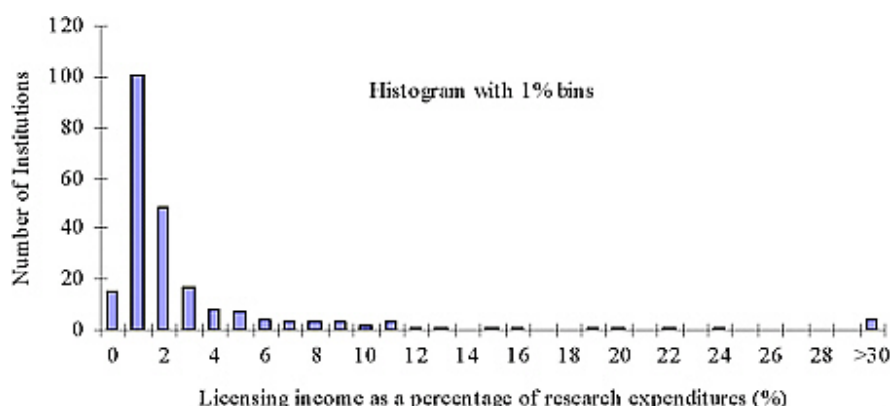 120
100
80
60
40
20
0
Number of Institutions
Histogram with 1% bins
0 2 4 6 8 10 12 14 16 18 20 22 24 26 28 >30
Licensing income as a percentage of research expenditures (%)